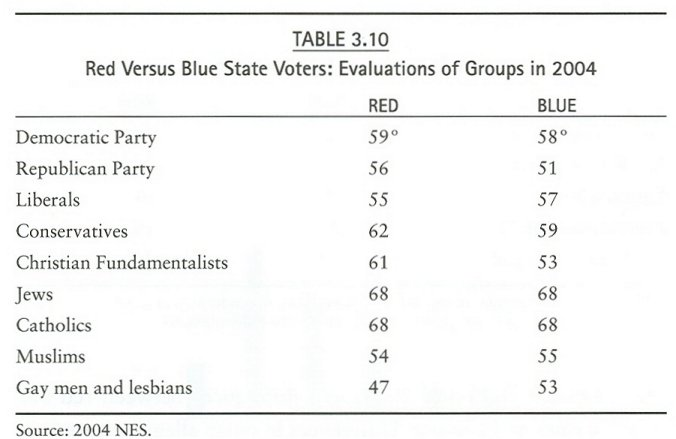 TABLE 3.10
Red Versus Blue State Voters: Evaluations of Groups in 2004
RED BLUE
Democratic Party 59° 58°
Republican Party 56 51
Liberals 55 57
Conservatives 62 59
Christian Fundamentalists 61 53
Jews 68 68
Catholics 68 68
Muslims 54 55
Gay men and lesbians 47 53
Source: 2004 NES.